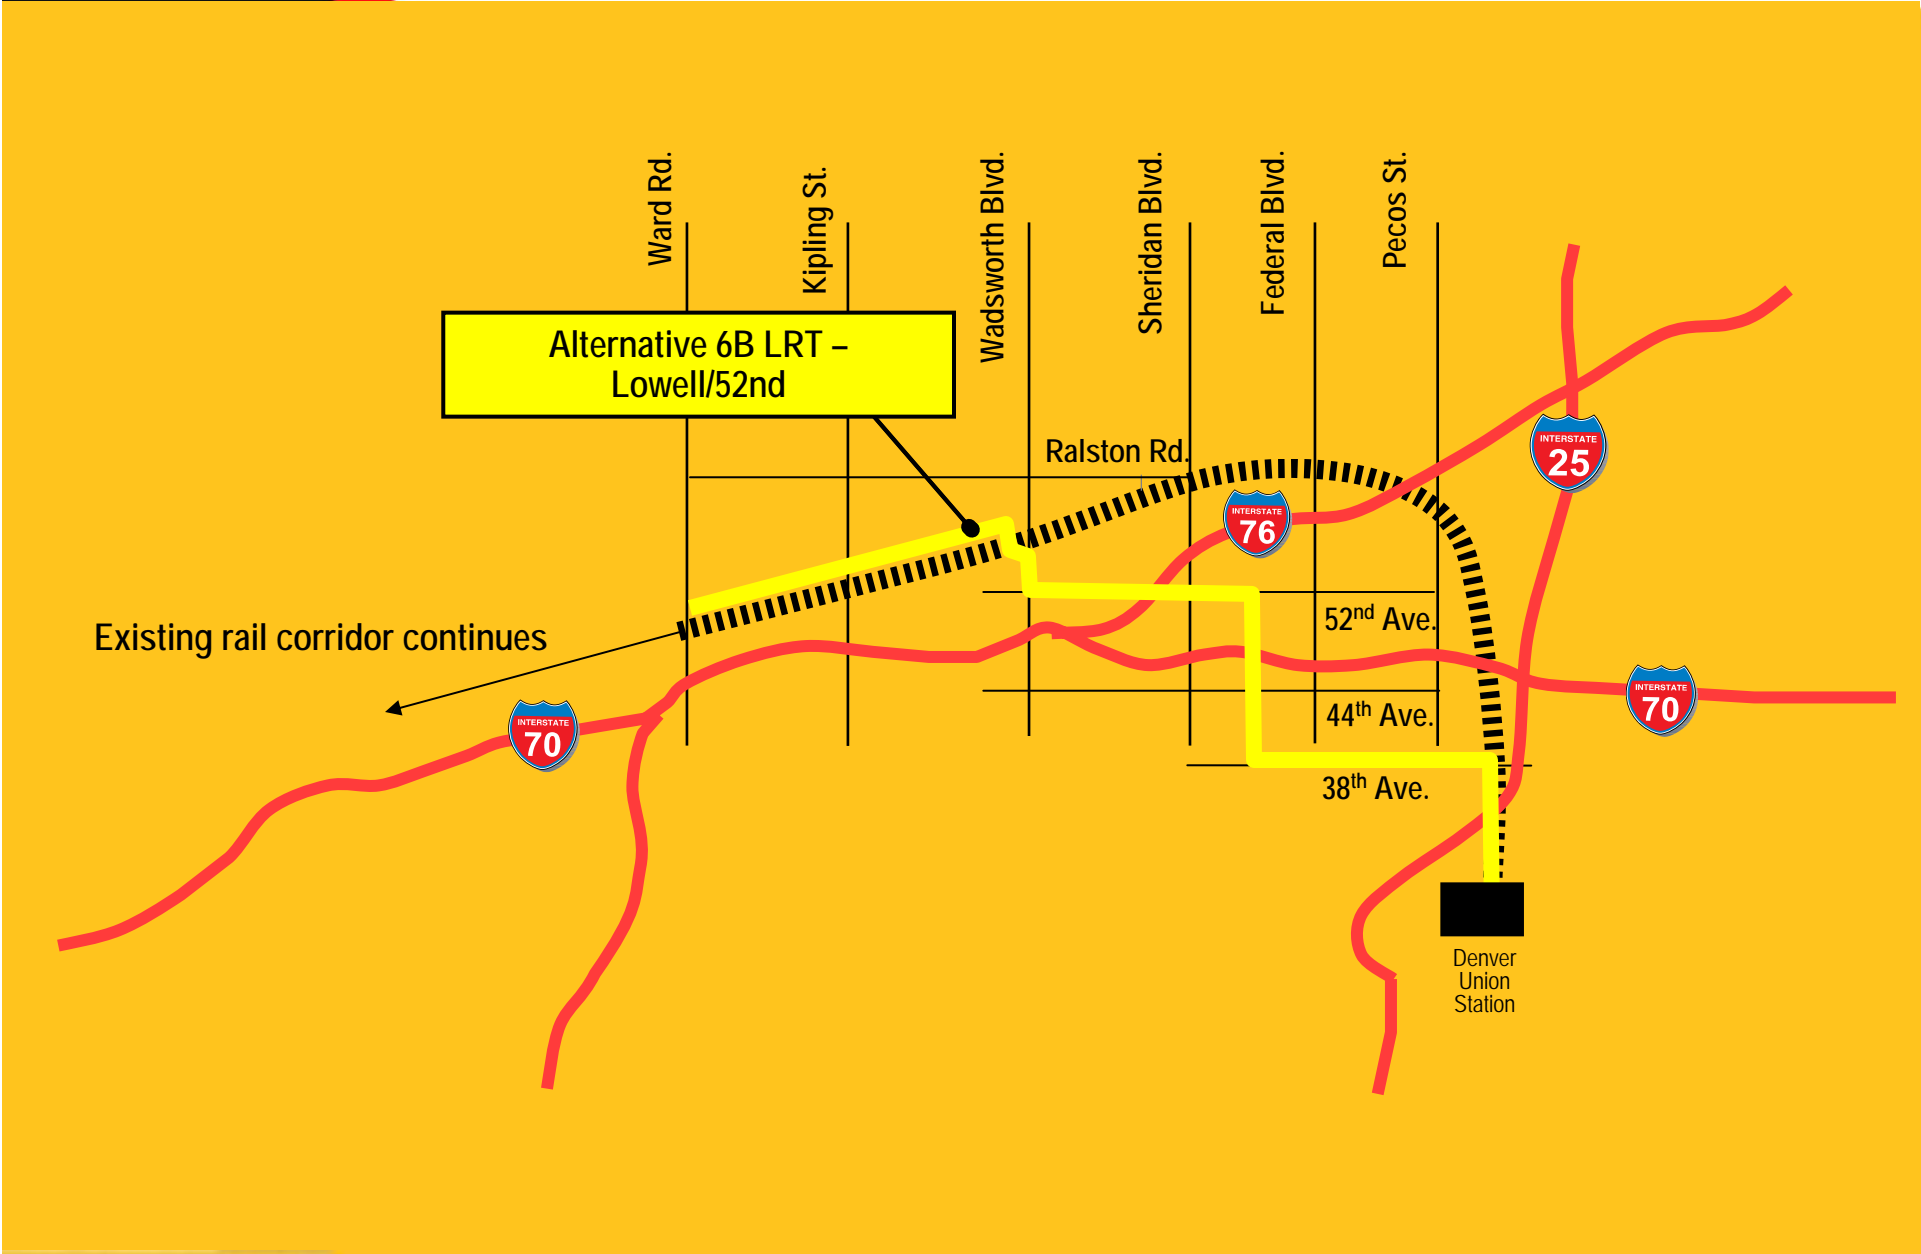 Ward Rd.
Kipling St.
Wadsworth Blvd.
Sheridan Blvd.
Federal Blvd.
Pecos St.
Alternative 6B LRT –
Lowell/52nd
Ralston Rd.
INTERSTATE
25
INTERSTATE
76
52nd Ave.
Existing rail corridor continues
INTERSTATE
70
INTERSTATE
70
44th Ave.
38th Ave.
Denver
Union
Station